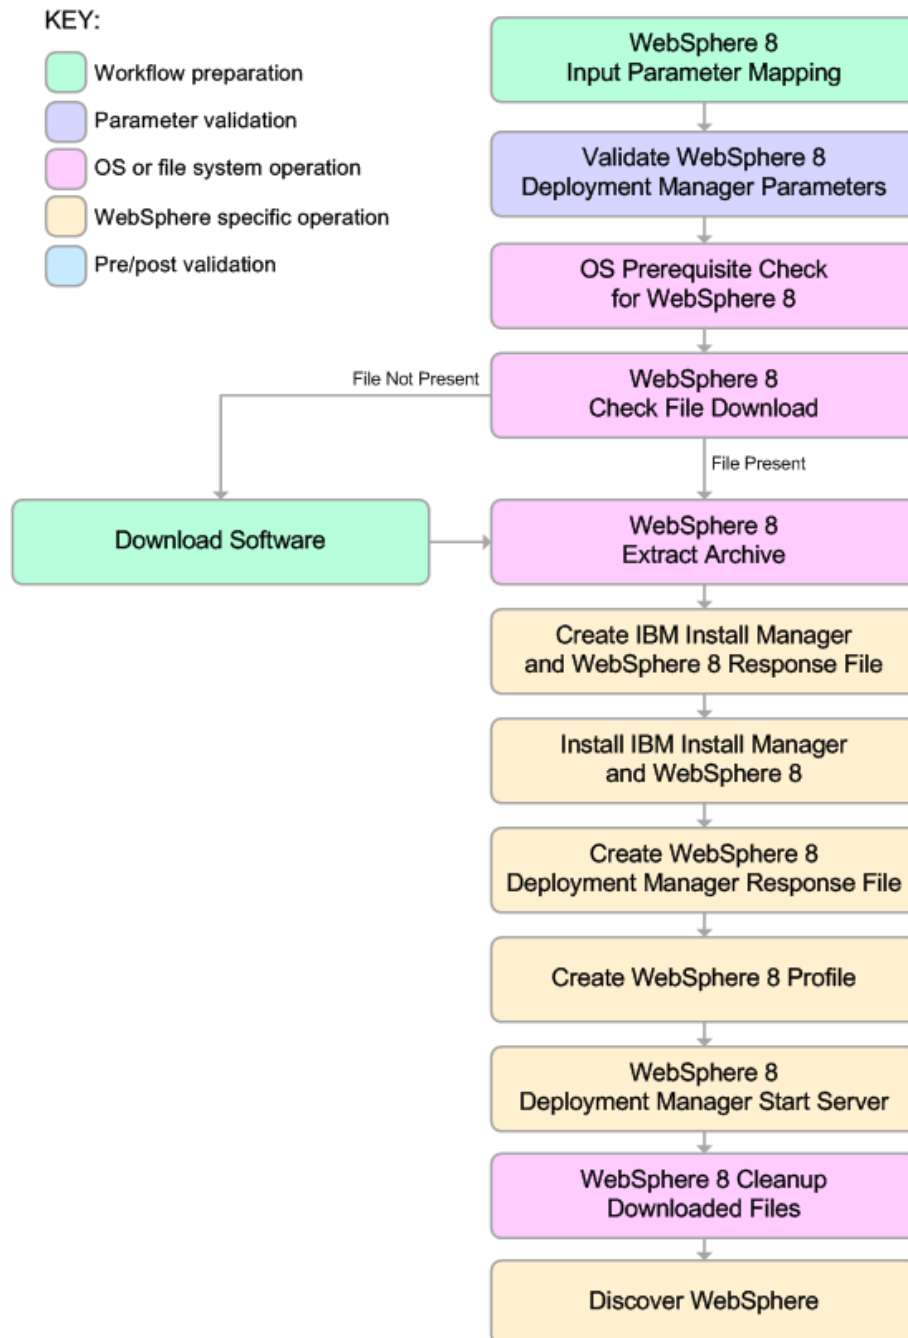 KEY:
Workflow preparation
Parameter validation
OS or file system operation
WebSphere specific operation
Pre/post validation
WebSphere 8
Input Parameter Mapping
Validate WebSphere 8
Deployment Manager Parameters
OS Prerequisite Check
for WebSphere 8
WebSphere 8
Check File Download
File Not Present
File Present
Download Software
WebSphere 8
Extract Archive
Create IBM Install Manager
and WebSphere 8 Response File
Install IBM Install Manager
and WebSphere 8
Create WebSphere 8
Deployment Manager Response File
Create WebSphere 8 Profile
WebSphere 8
Deployment Manager Start Server
WebSphere 8 Cleanup
Downloaded Files
Discover WebSphere